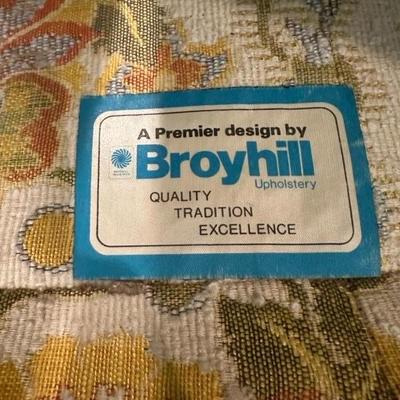 A Premier design by
Broyhill
Upholstery
QUALITY
TRADITION
EXCELLENCE